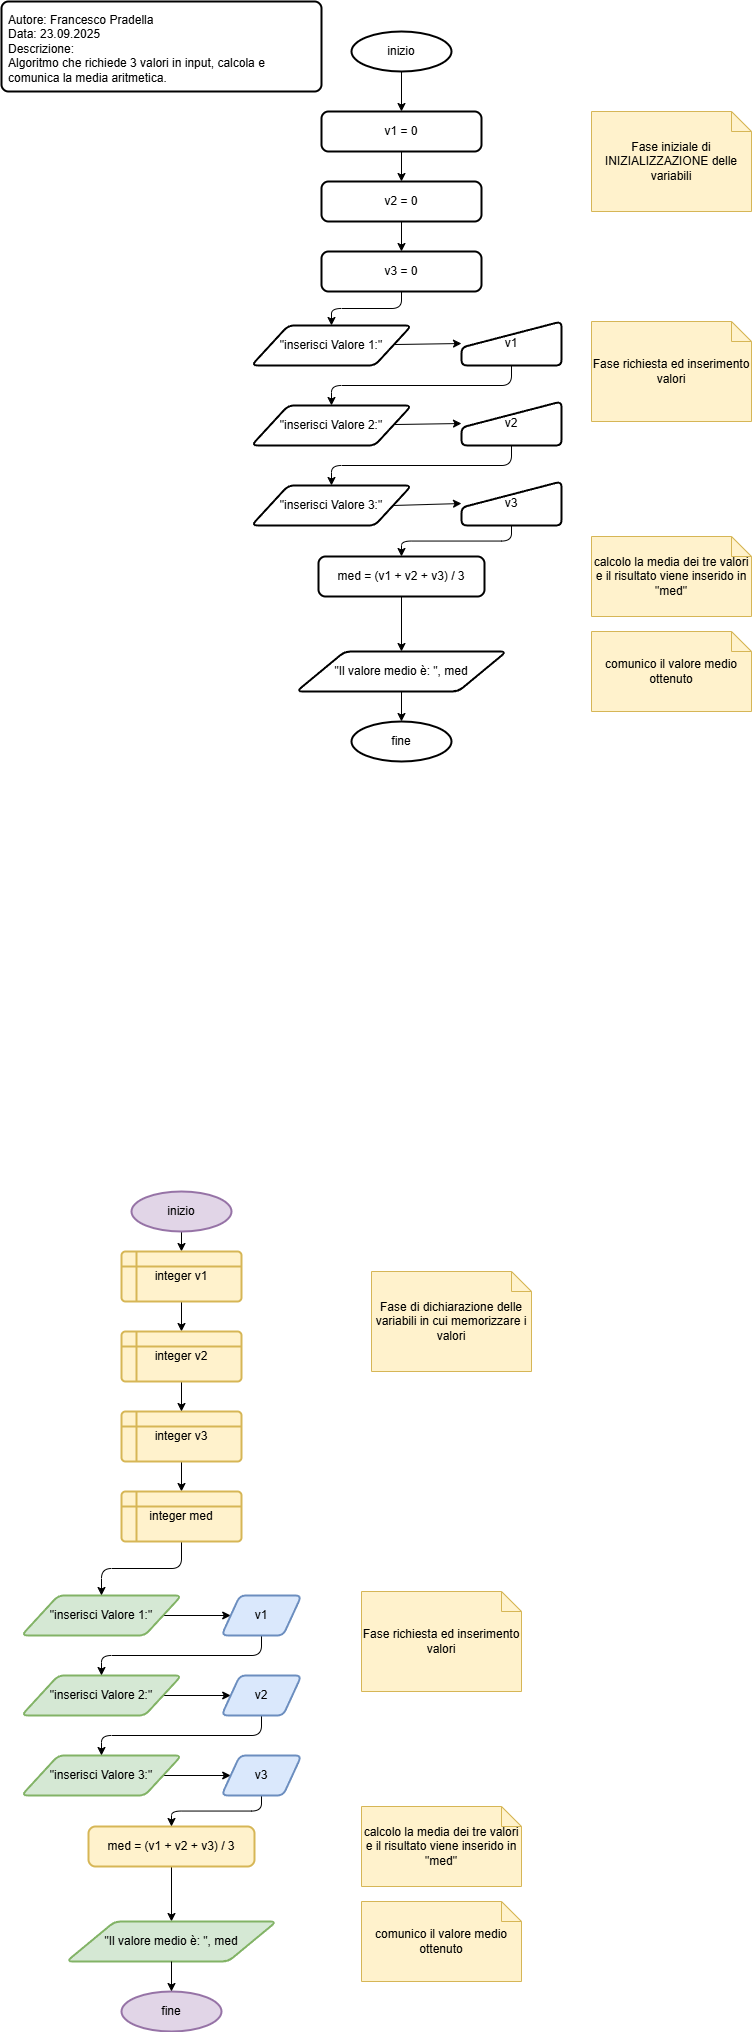 Autore: Francesco Pradella
Data: 23.09.2025
Descrizione:
Algoritmo che richiede 3 valori in input, calcola e
comunica la media aritmetica.
inizio
v1 = 0
Fase iniziale di
INIZIALIZZAZIONE delle
variabili
v2 = 0
v3 = 0
"inserisci Valore 1:"
v1
Fase richiesta ed inserimento
valori
"inserisci Valore 2:"
v2
"inserisci Valore 3:"
v3
med = (v1 + v2 + v3) / 3
calcolo la media dei tre valori
e il risultato viene inserido in
"med"
"Il valore medio è: ", med
comunico il valore medio
ottenuto
fine
inizio
integer v1
Fase di dichiarazione delle
variabili in cui memorizzare i
valori
integer v2
integer v3
integer med
"inserisci Valore 1:"
v1
Fase richiesta ed inserimento
valori
"inserisci Valore 2:"
v2
"inserisci Valore 3:"
v3
med = (v1 + v2 + v3) / 3
calcolo la media dei tre valori
e il risultato viene inserido in
"med"
"Il valore medio è: ", med
comunico il valore medio
ottenuto
fine